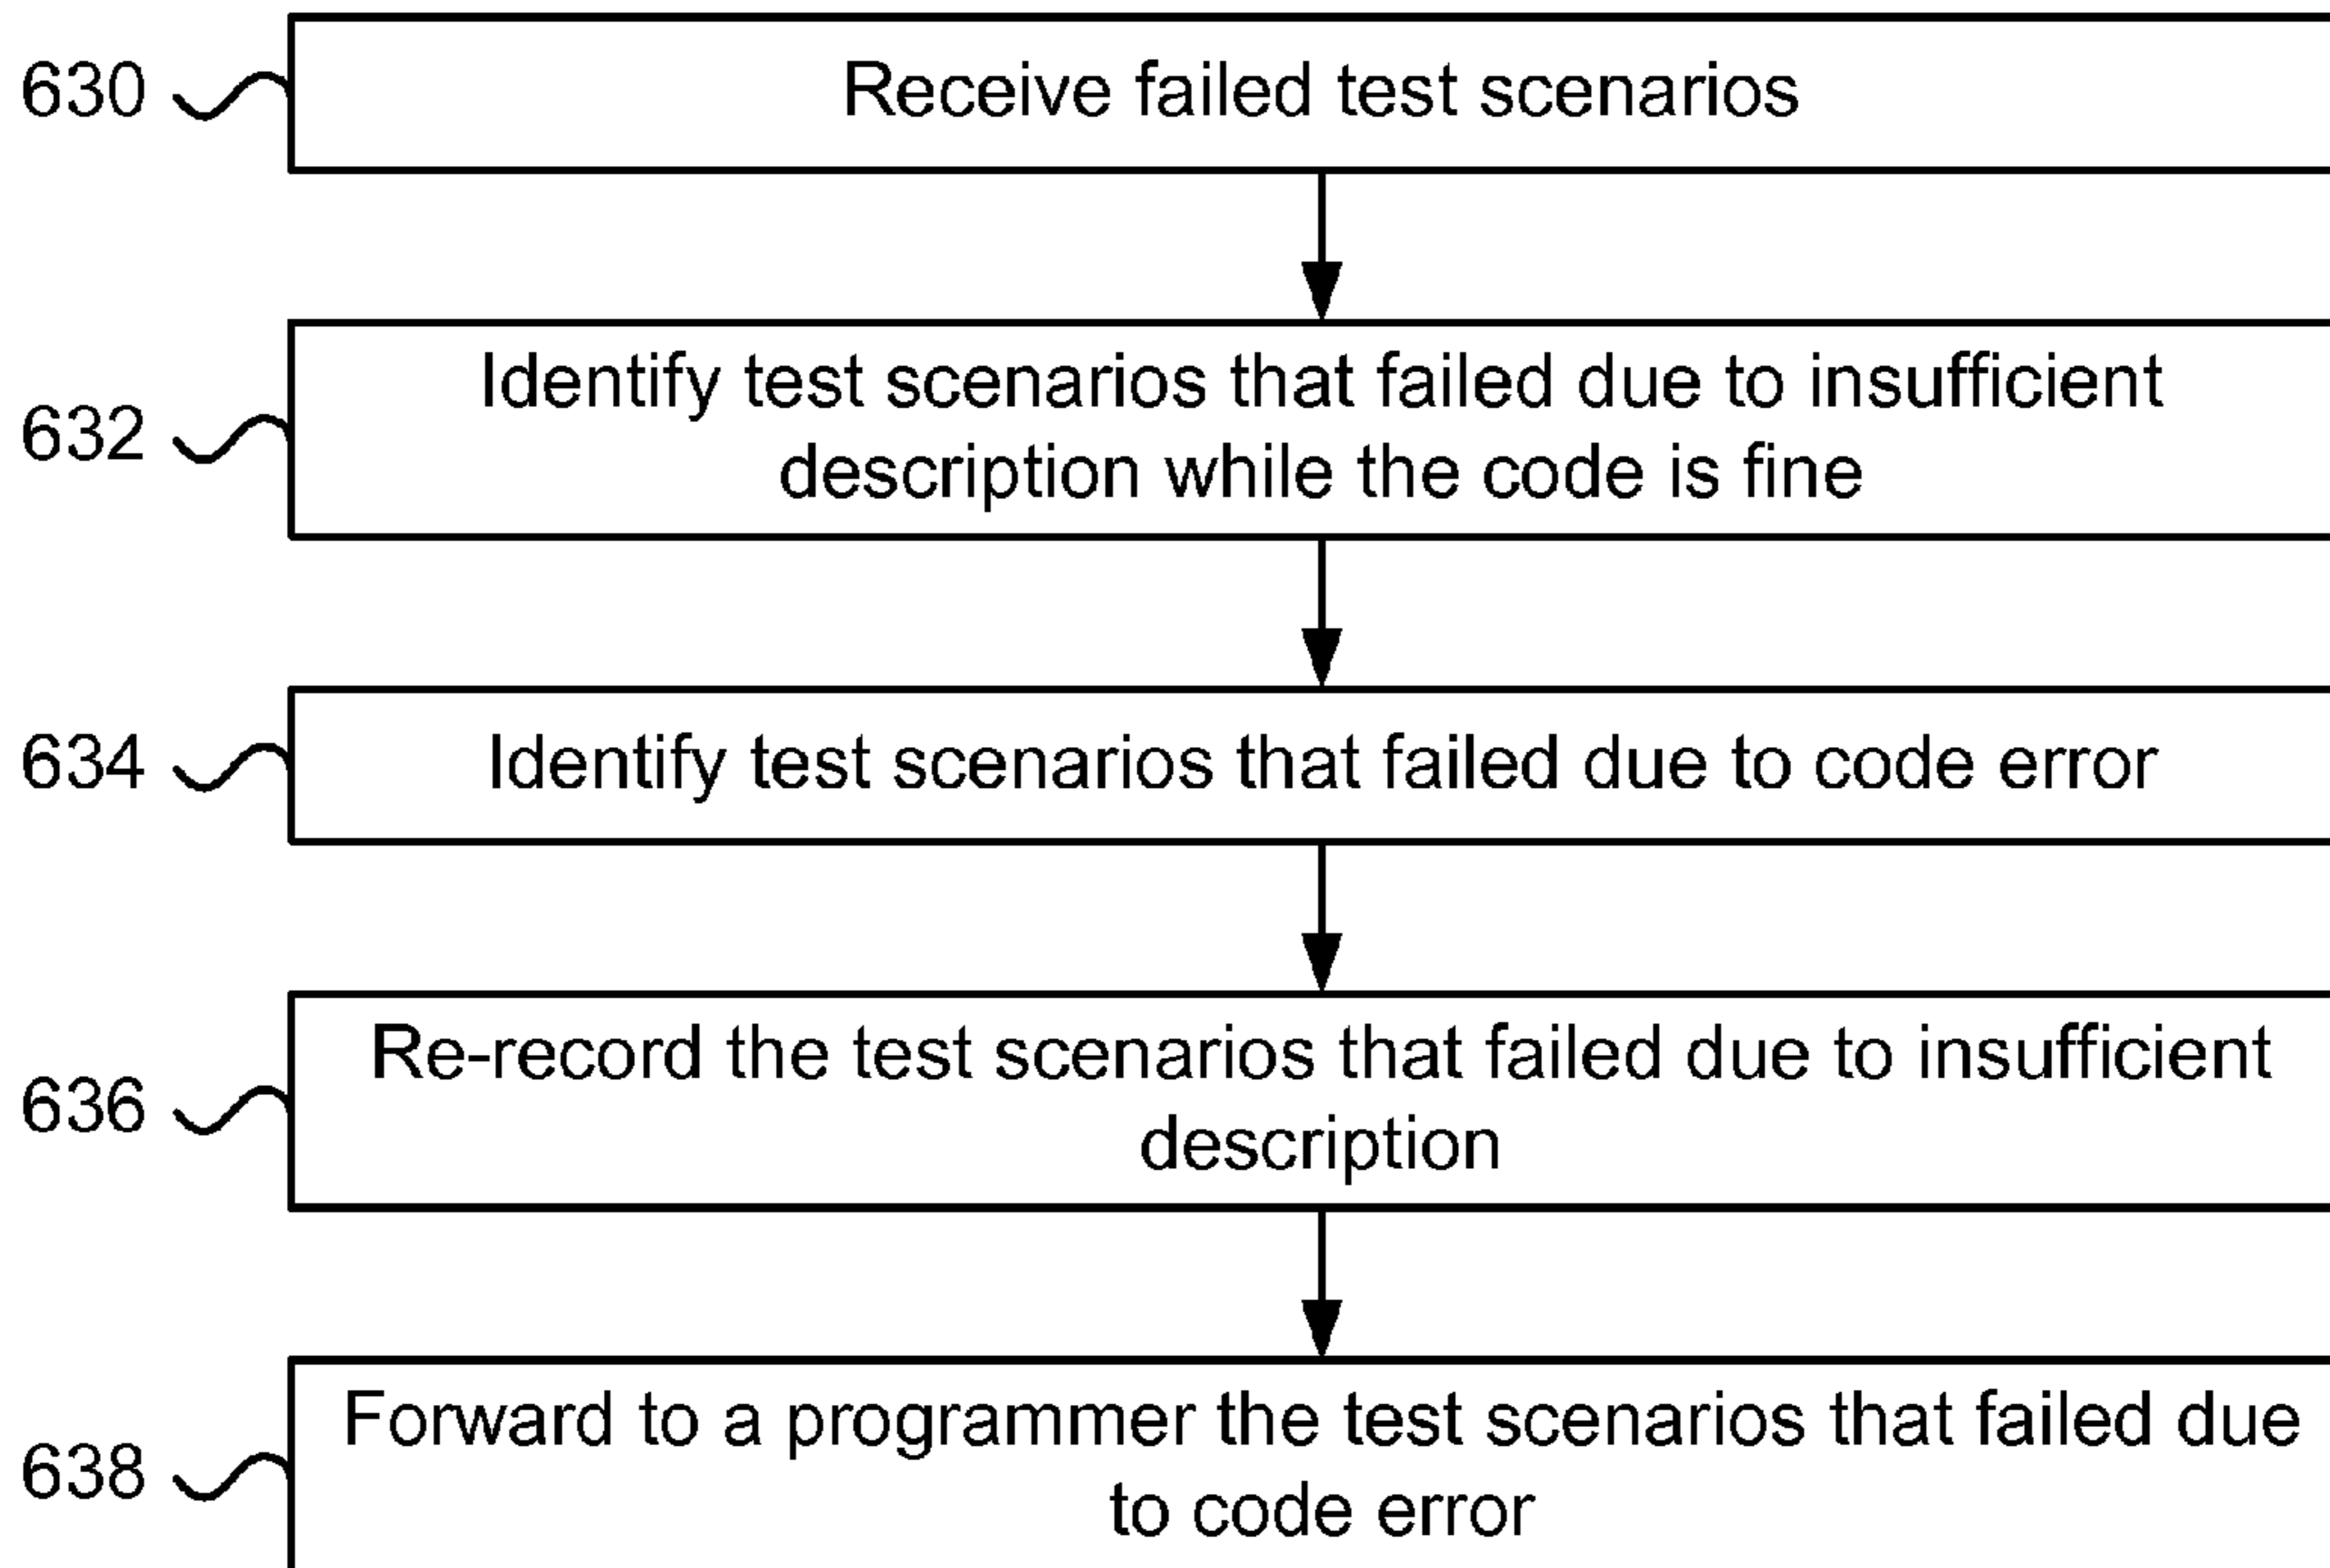 630
Receive failed test scenarios
632
Identify test scenarios that failed due to insufficient
description while the code is fine
634
Identify test scenarios that failed due to code error
636
Re-record the test scenarios that failed due to insufficient
description
638
Forward to a programmer the test scenarios that failed due
to code error